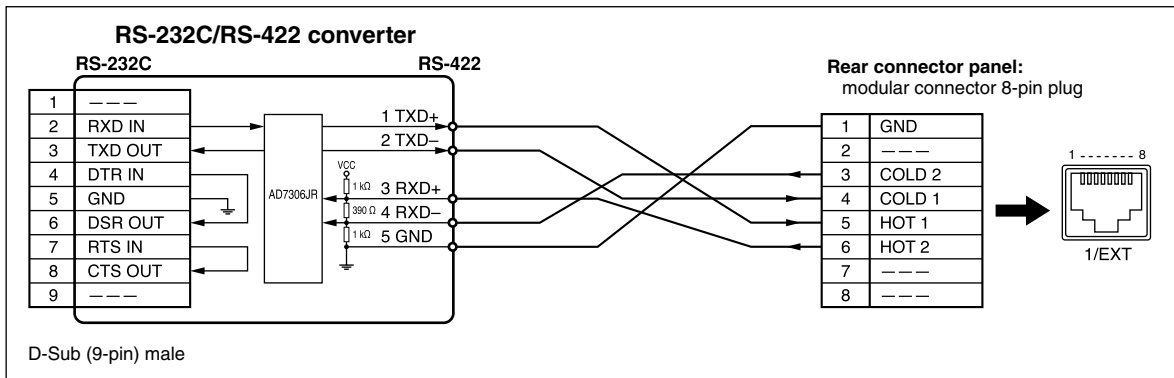 RS-232C/RS-422 converter
RS-232C
RS-422
1 – – –
2 RXD IN
3 TXD OUT
4 DTR IN
5 GND
6 DSR OUT
7 RTS IN
8 CTS OUT
9 – – –
D-Sub (9-pin) male
AD7306JR
VCC
1 kΩ
390 Ω
1 kΩ
1 TXD+
2 TXD–
3 RXD+
4 RXD–
5 GND
Rear connector panel:
modular connector 8-pin plug
1 GND
2 – – –
3 COLD 2
4 COLD 1
5 HOT 1
6 HOT 2
7 – – –
8 – – –
1 - - - - - - - 8
1/EXT